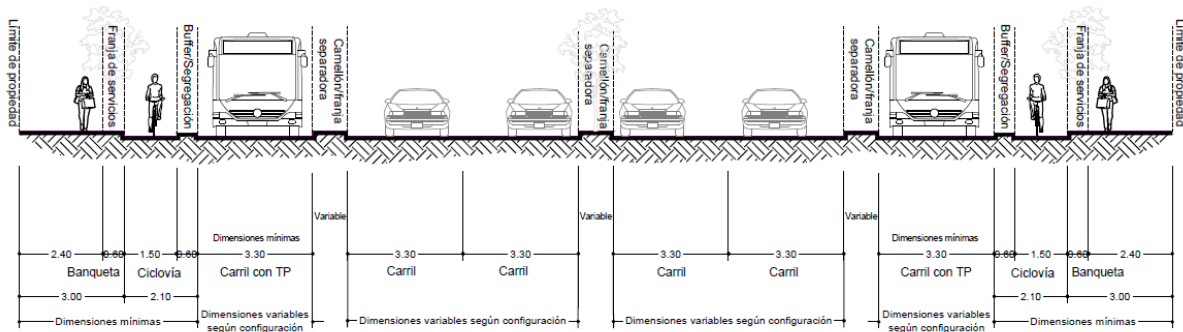 Límite de propiedad
Franja de servicios
Buffer/Segregación
Camellón/franja
separadora
Camellón/franja
separadora
Camellón/franja
separadora
Buffer/Segregación
Franja de servicios
Límite de propiedad
Variable
Variable
Variable
Dimensiones mínimas
Dimensiones mínimas
2.40 0.60 1.50 0.60 3.30 3.30 3.30 3.30 3.30 3.30 0.60 1.50 0.60 2.40
Banqueta Ciclovía Carril con TP Carril Carril Carril Carril Carril con TP Ciclovía Banqueta
3.00 2.10 2.10 3.00
Dimensiones mínimas
Dimensiones variables
según configuración
Dimensiones variables según configuración
Dimensiones variables según configuración
Dimensiones variables
según configuración
Dimensiones mínimas